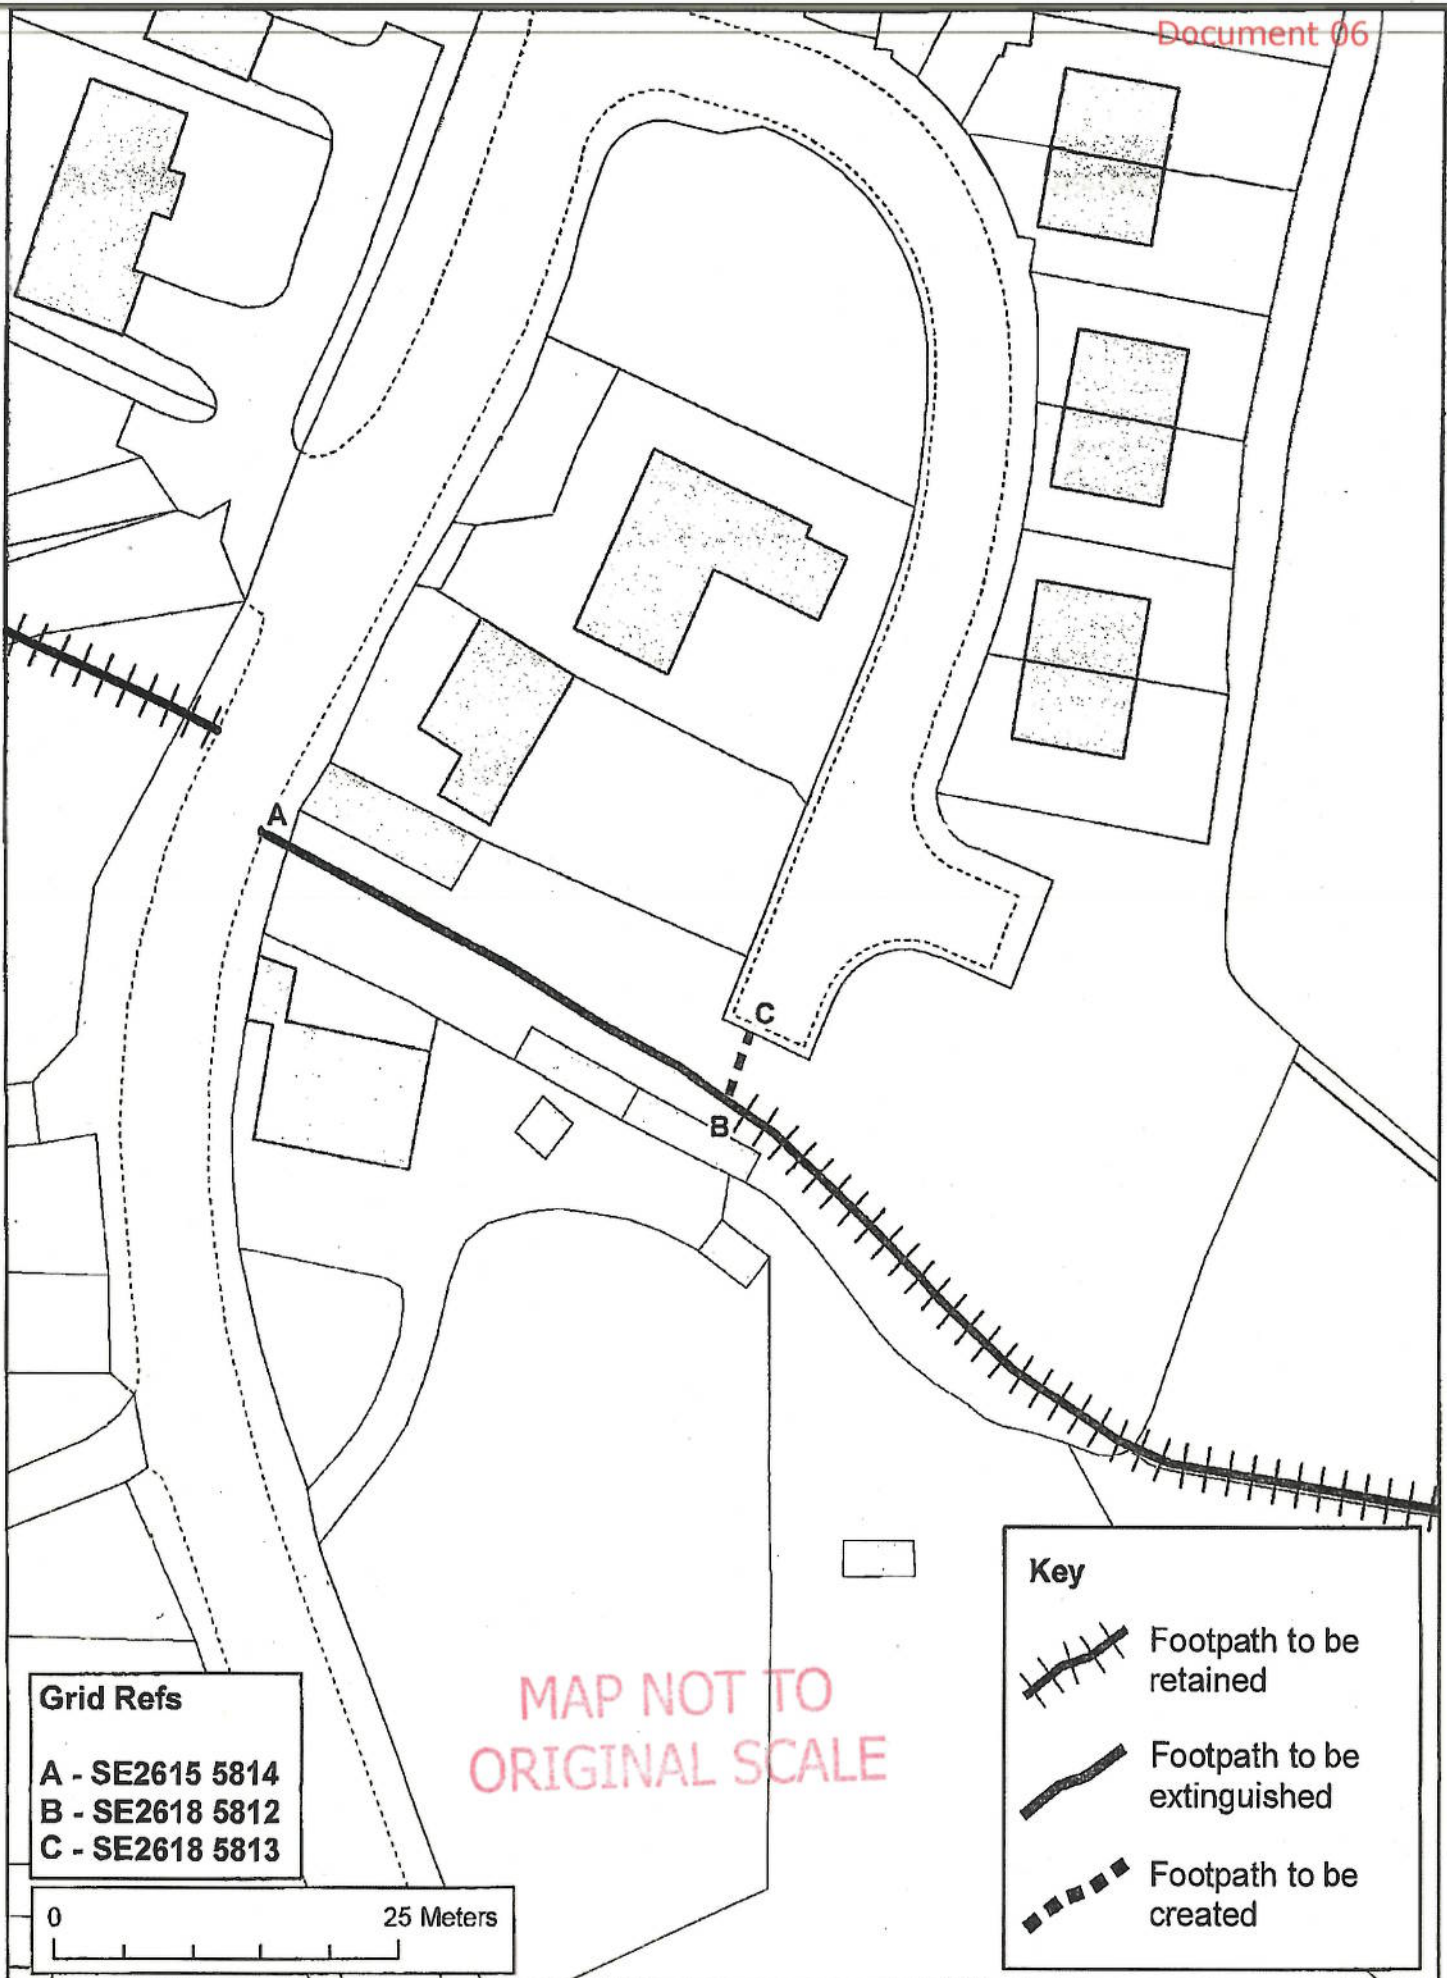 Document 06
A
C
B
Key
Footpath to be
retained
Footpath to be
extinguished
Footpath to be
created
Grid Refs
A - SE2615 5814
B - SE2618 5812
C - SE2618 5813
MAP NOT TO
ORIGINAL SCALE
0 25 Meters